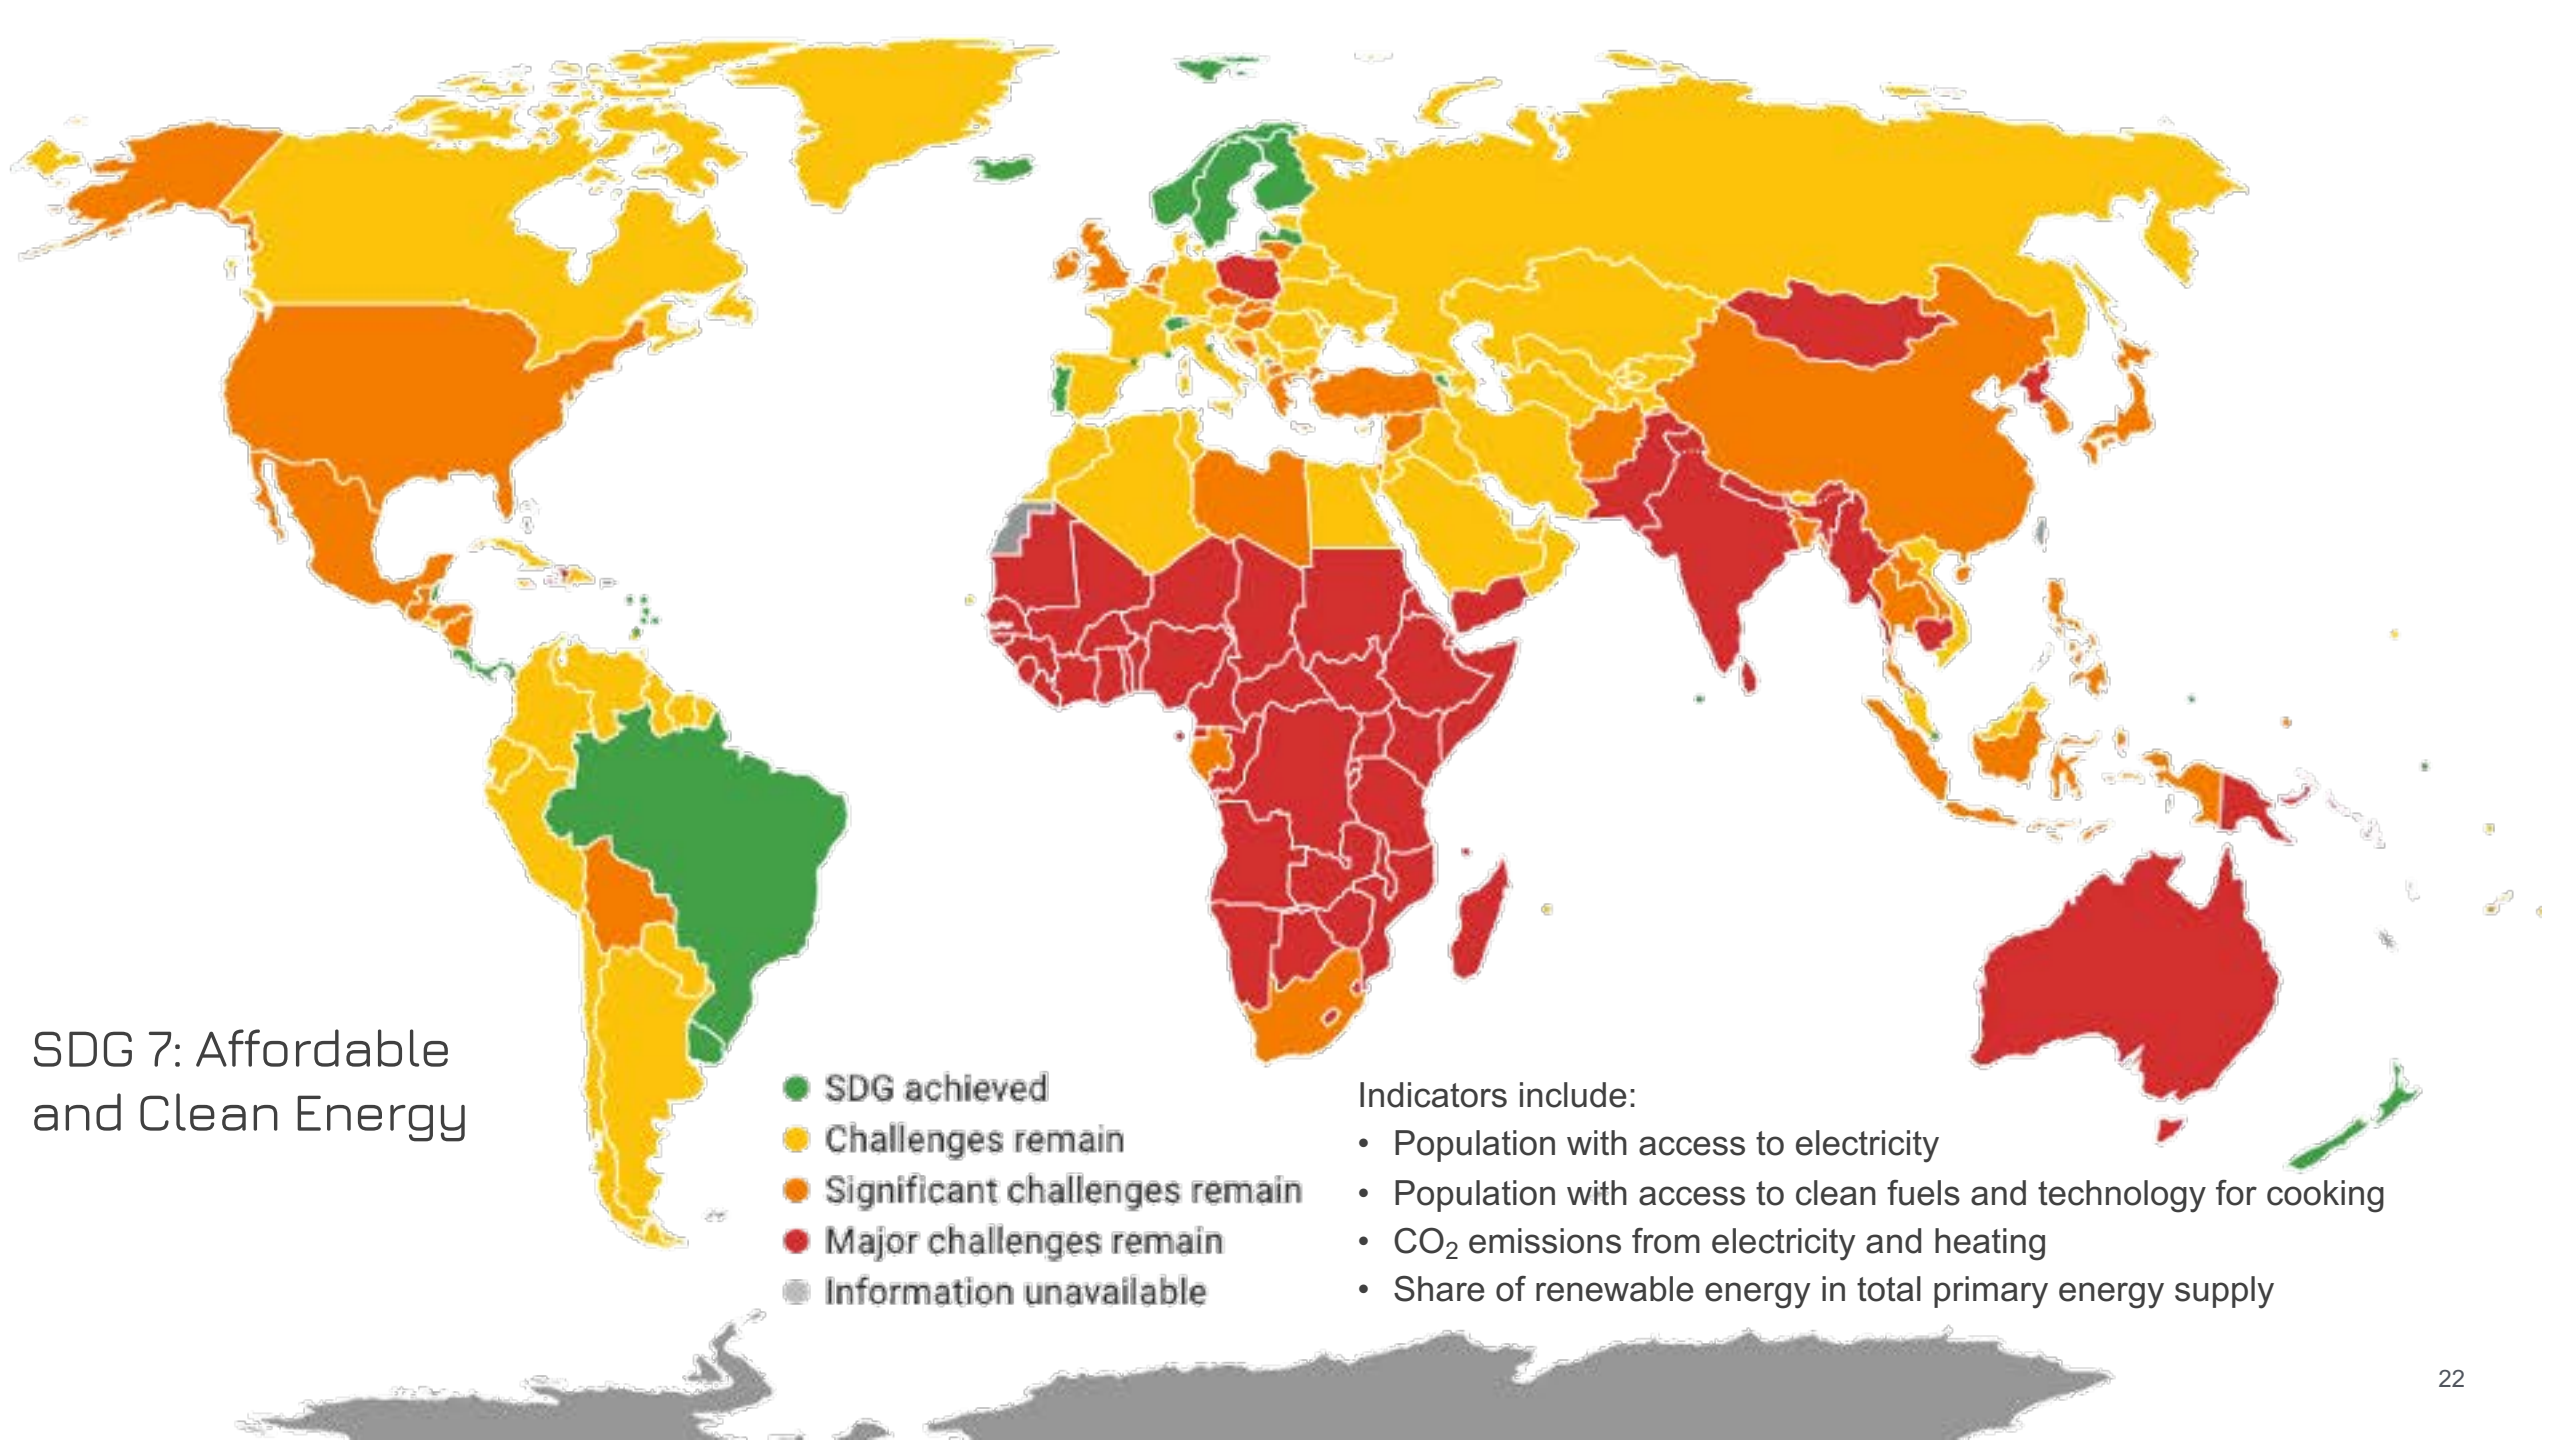 SDG 7: Affordable
and Clean Energy
SDG achieved
Challenges remain
Significant challenges remain
Major challenges remain
Information unavailable
Indicators include:
• Population with access to electricity
• Population with access to clean fuels and technology for cooking
• CO₂ emissions from electricity and heating
• Share of renewable energy in total primary energy supply
22